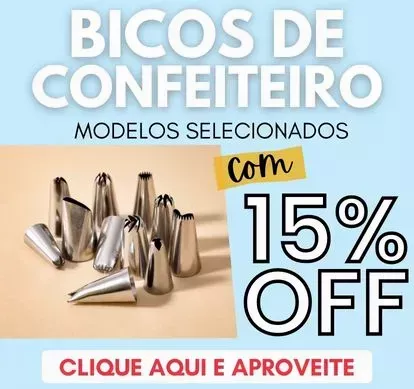 BICOS DE
CONFEITEIRO
MODELOS SELECIONADOS
com
15%
OFF
CLIQUE AQUI E APROVEITE